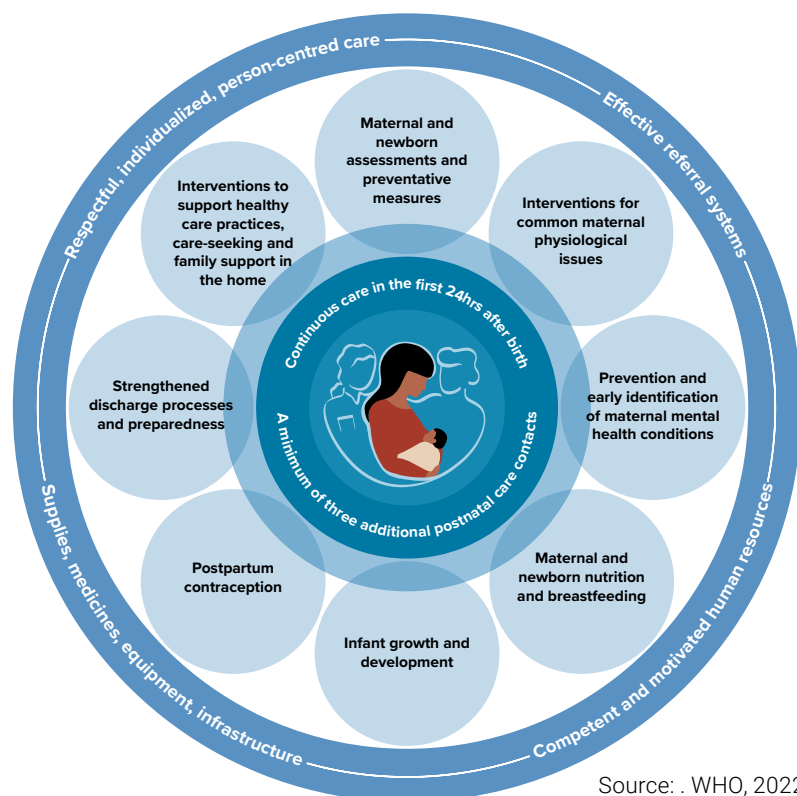 Respectful, individualized, person-centred care
Effective referral systems
Maternal and
newborn
assessments and
preventative
measures
Interventions to
support healthy
care practices,
care-seeking and
family support in
the home
Interventions for
common maternal
physiological
issues
Continuous care in the first 24hrs after birth
Strengthened
discharge processes
and preparedness
Prevention and
early identification
of maternal mental
health conditions
A minimum of three additional postnatal care contacts
Postpartum
contraception
Maternal and
newborn nutrition
and breastfeeding
Infant growth and
development
Supplies, medicines, equipment, infrastructure
Competent and motivated human resources
Source: . WHO, 2022